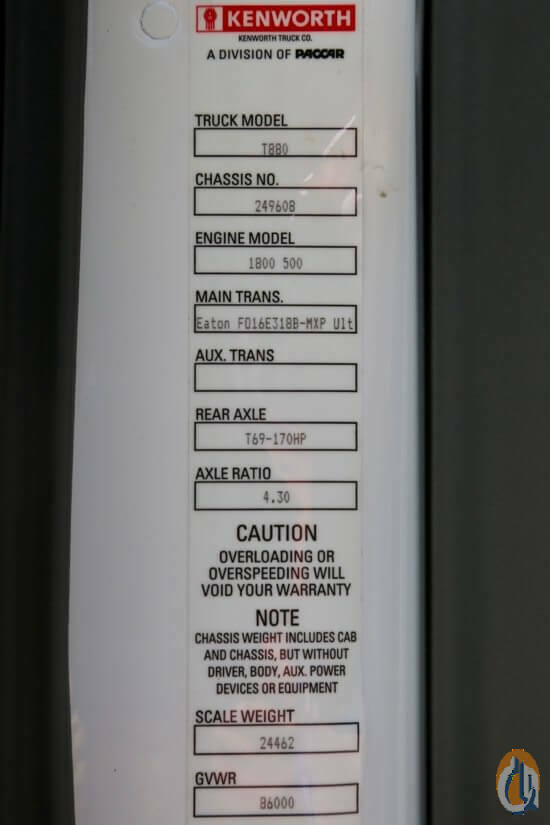 KENWORTH
KENWORTH TRUCK CO.
A DIVISION OF PACCAR
TRUCK MODEL
T880
CHASSIS NO.
249608
ENGINE MODEL
1800 500
MAIN TRANS.
Eaton FO16E318B-MXP Ult
AUX. TRANS
REAR AXLE
T69-170HP
AXLE RATIO
4.30
CAUTION
OVERLOADING OR
OVERSPEEDING WILL
VOID YOUR WARRANTY
NOTE
CHASSIS WEIGHT INCLUDES CAB
AND CHASSIS, BUT WITHOUT
DRIVER, BODY, AUX. POWER
DEVICES OR EQUIPMENT
SCALE WEIGHT
24462
GVWR
86000